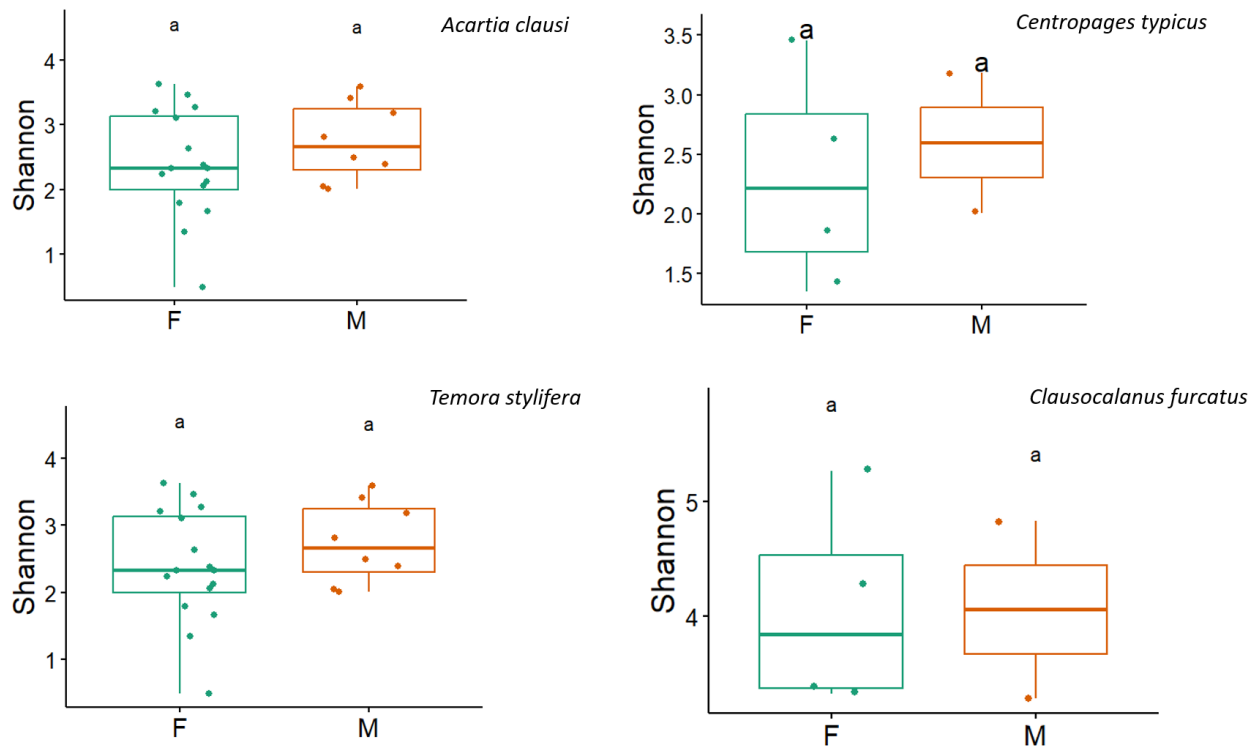 Acartia clausi
a a
4
3
2
1
Shannon
F M
Centropages typicus
a a
3.5
3.0
2.5
2.0
1.5
Shannon
F M
Temora stylifera
a a
4
3
2
1
Shannon
F M
Clausocalanus furcatus
a
a
5
4
Shannon
F M